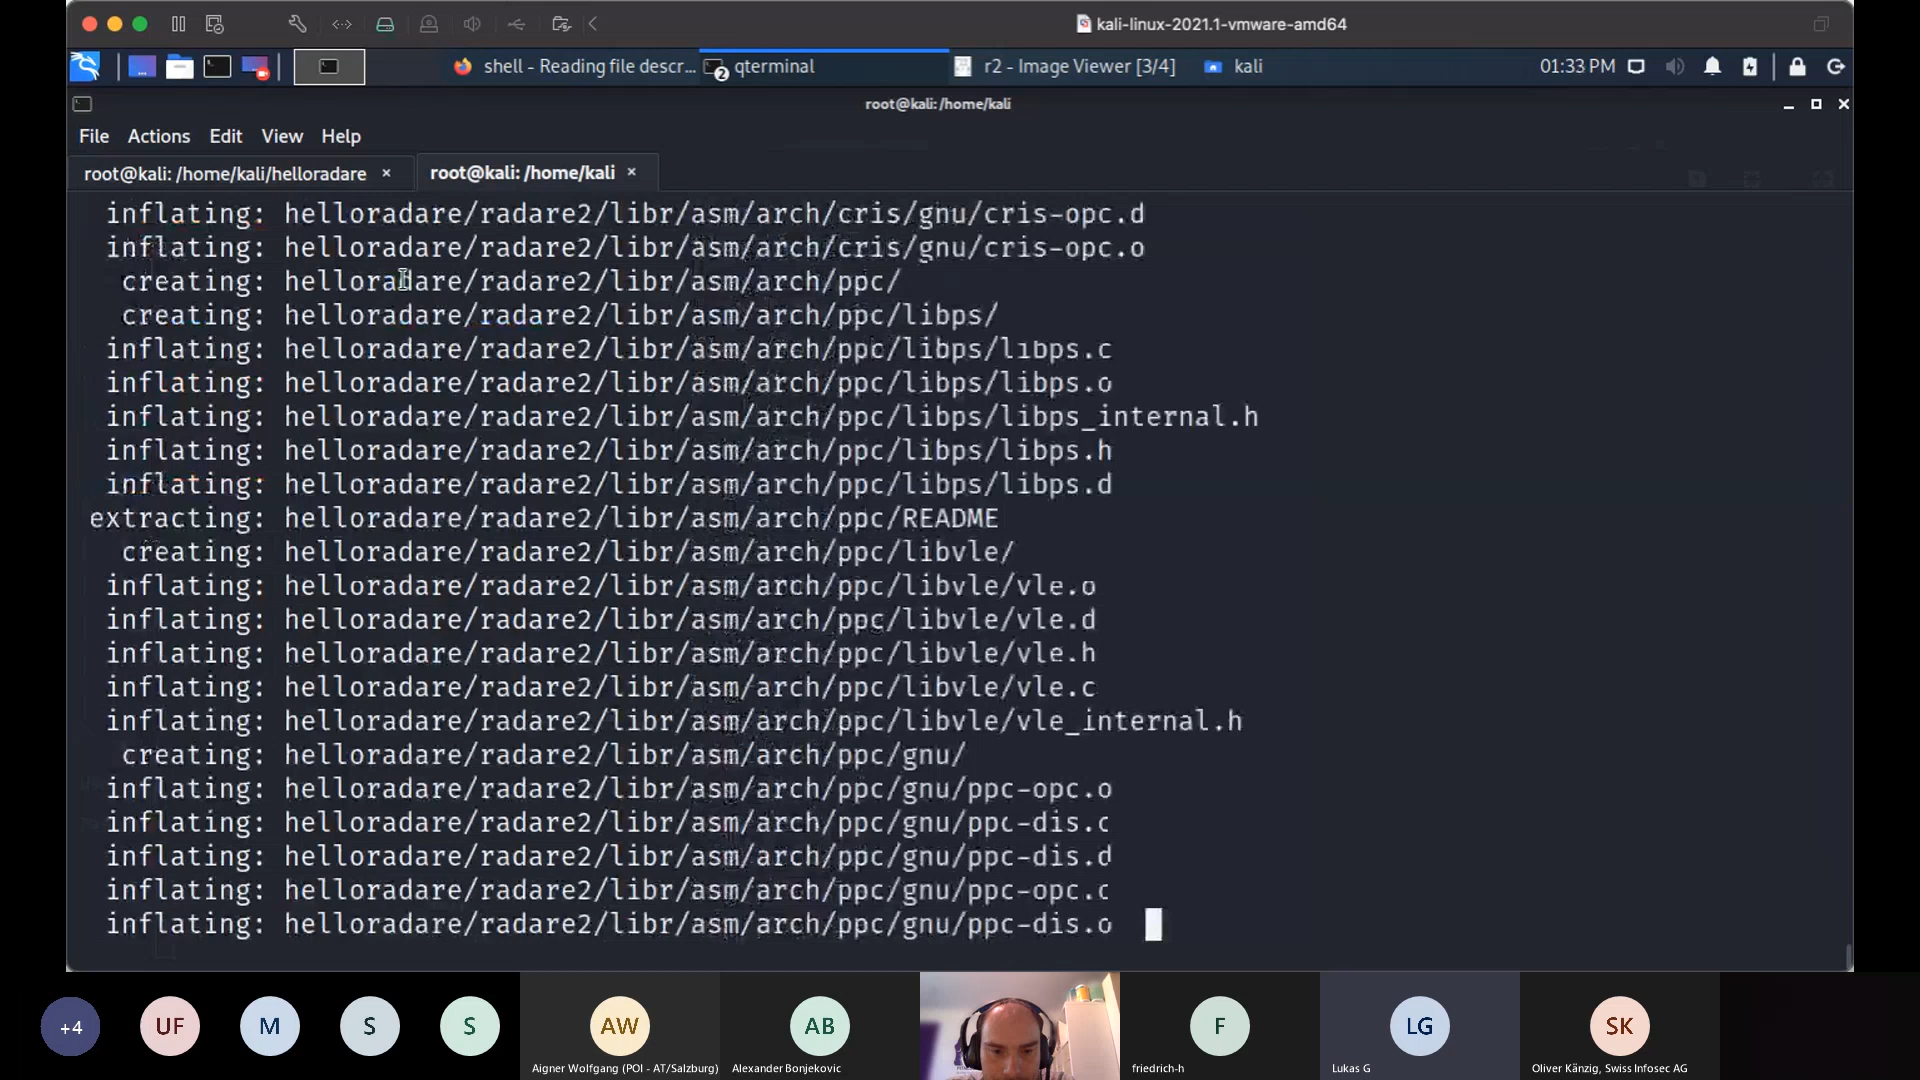 kali-linux-2021.1-vmware-amd64
shell - Reading file descr...
2
qterminal
r2 - Image Viewer [3/4]
kali
01:33 PM
root@kali: /home/kali
File Actions Edit View Help
root@kali: /home/kali/helloradare ×
root@kali: /home/kali ×
inflating: helloradare/radare2/libr/asm/arch/cris/gnu/cris-opc.d
inflating: helloradare/radare2/libr/asm/arch/cris/gnu/cris-opc.o
creating: helloradare/radare2/libr/asm/arch/ppc/
creating: helloradare/radare2/libr/asm/arch/ppc/libps/
inflating: helloradare/radare2/libr/asm/arch/ppc/libps/libps.c
inflating: helloradare/radare2/libr/asm/arch/ppc/libps/libps.o
inflating: helloradare/radare2/libr/asm/arch/ppc/libps/libps_internal.h
inflating: helloradare/radare2/libr/asm/arch/ppc/libps/libps.h
inflating: helloradare/radare2/libr/asm/arch/ppc/libps/libps.d
extracting: helloradare/radare2/libr/asm/arch/ppc/README
creating: helloradare/radare2/libr/asm/arch/ppc/libvle/
inflating: helloradare/radare2/libr/asm/arch/ppc/libvle/vle.o
inflating: helloradare/radare2/libr/asm/arch/ppc/libvle/vle.d
inflating: helloradare/radare2/libr/asm/arch/ppc/libvle/vle.h
inflating: helloradare/radare2/libr/asm/arch/ppc/libvle/vle.c
inflating: helloradare/radare2/libr/asm/arch/ppc/libvle/vle_internal.h
creating: helloradare/radare2/libr/asm/arch/ppc/gnu/
inflating: helloradare/radare2/libr/asm/arch/ppc/gnu/ppc-opc.o
inflating: helloradare/radare2/libr/asm/arch/ppc/gnu/ppc-dis.c
inflating: helloradare/radare2/libr/asm/arch/ppc/gnu/ppc-dis.d
inflating: helloradare/radare2/libr/asm/arch/ppc/gnu/ppc-opc.c
inflating: helloradare/radare2/libr/asm/arch/ppc/gnu/ppc-dis.o
+4 UF M S S AW AB F LG SK
Aigner Wolfgang (POI - AT/Salzburg)
Alexander Bonjekovic
friedrich-h
Lukas G
Oliver Känzig, Swiss Infosec AG